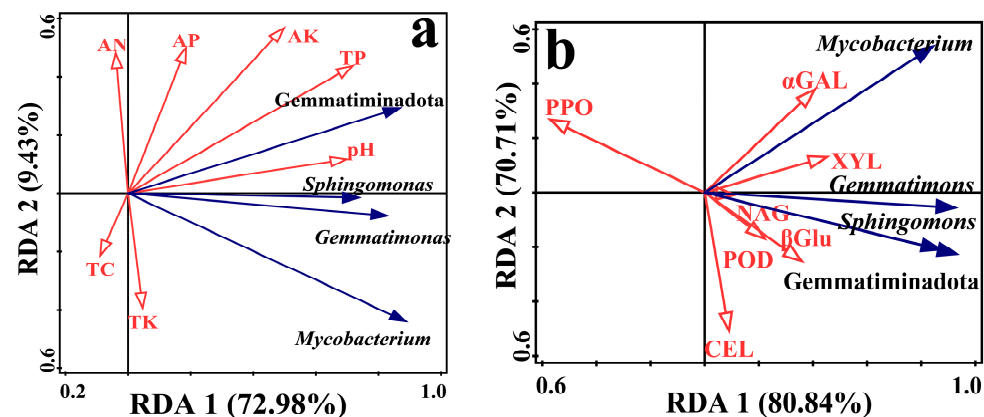 a
0.6
AN
AP
AK
TP
Gemmatiminadota
pH
Sphingomonas
Gemmatimonas
TC
TK
Mycobacterium
0.6
RDA 2 (9.43%)
0.2
1.0
RDA 1 (72.98%)
b
0.6
Mycobacterium
αGAL
PPO
XYL
Gemmatimons
NAG
Sphingomons
βGlu
POD
Gemmatiminadota
CEL
0.6
RDA 2 (70.71%)
0.6
1.0
RDA 1 (80.84%)